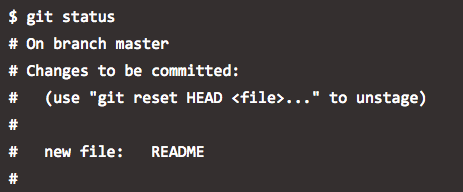 $ git status
# On branch master
# Changes to be committed:
#   (use "git reset HEAD <file>..." to unstage)
#
#   new file:   README
#